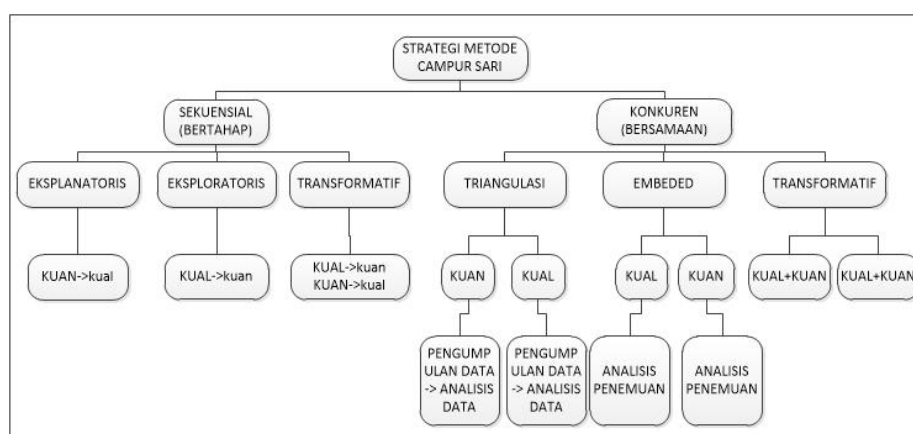 STRATEGI METODE
CAMPUR SARI
SEKUENSIAL
(BERTAHAP)
KONKUREN
(BERSAMAAN)
EKSPLANATORIS
EKSPLORATORIS
TRANSFORMATIF
TRIANGULASI
EMBEDED
TRANSFORMATIF
KUAN->kual
KUAL->kuan
KUAL->kuan
KUAN->kual
KUAN
KUAL
KUAL
KUAN
KUAL+KUAN
KUAL+KUAN
PENGUMP
ULAN DATA
-> ANALISIS
DATA
PENGUMP
ULAN DATA
-> ANALISIS
DATA
ANALISIS
PENEMUAN
ANALISIS
PENEMUAN